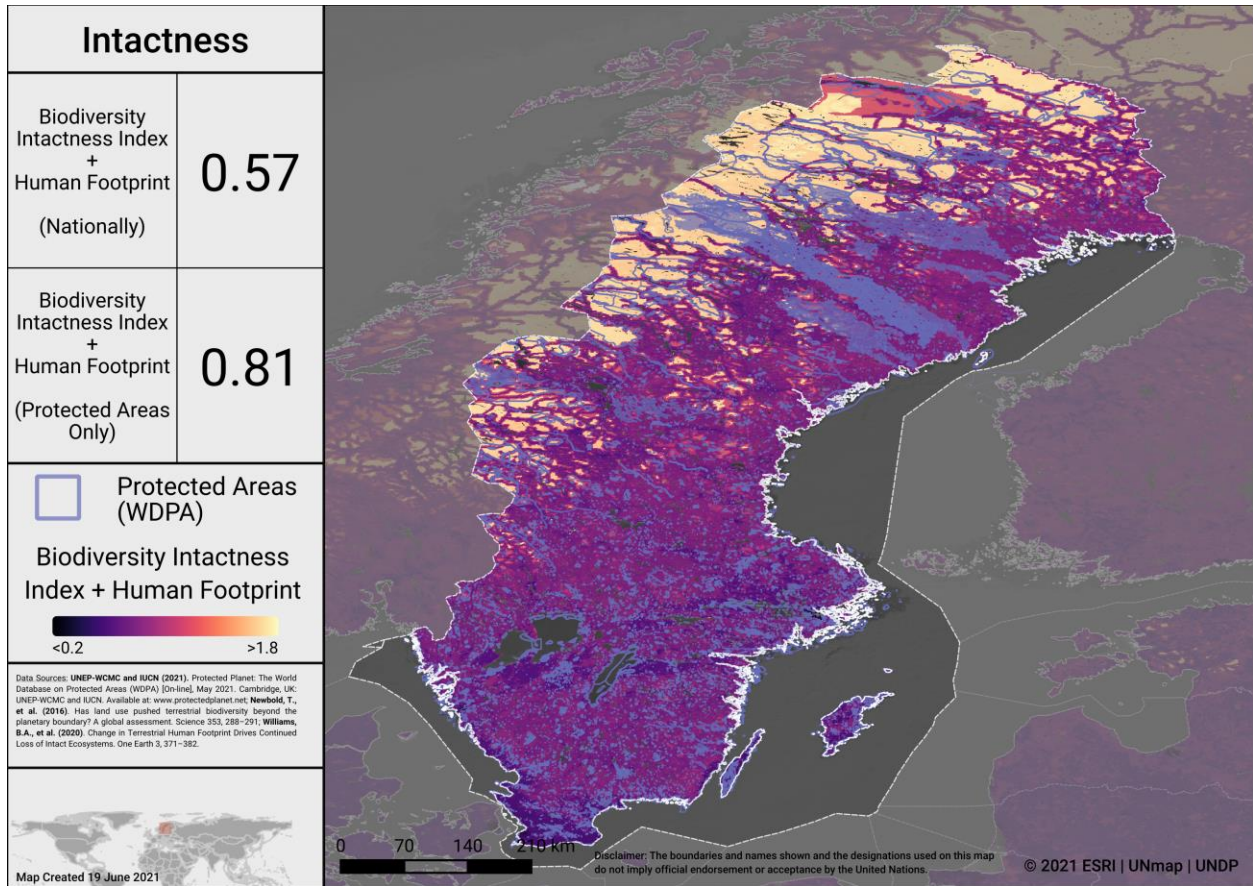 Intactness
Biodiversity
Intactness Index
+
Human Footprint
(Nationally)
0.57
Biodiversity
Intactness Index
+
Human Footprint
(Protected Areas
Only)
0.81
Protected Areas
(WDPA)
Biodiversity Intactness
Index + Human Footprint
<0.2
>1.8
Data Sources: UNEP-WCMC and IUCN (2021). Protected Planet: The World
Database on Protected Areas (WDPA) [On-line], May 2021. Cambridge, UK:
UNEP-WCMC and IUCN. Available at: www.protectedplanet.net; Newbold, T.,
et al. (2016). Has land use pushed terrestrial biodiversity beyond the
planetary boundary? A global assessment. Science 353, 288–291; Williams,
B.A., et al. (2020). Change in Terrestrial Human Footprint Drives Continued
Loss of Intact Ecosystems. One Earth 3, 371–382.
Map Created 19 June 2021
0 70 140 210 km
Disclaimer: The boundaries and names shown and the designations used on this map
do not imply official endorsement or acceptance by the United Nations.
© 2021 ESRI | UNmap | UNDP